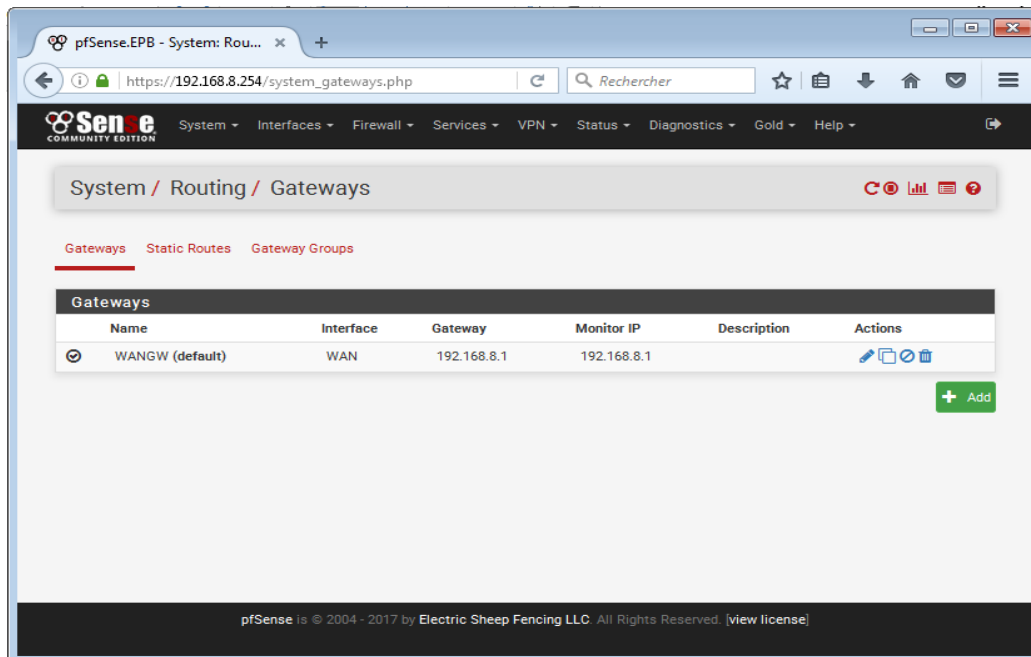 pfSense.EPB - System: Rou...
https://192.168.8.254/system_gateways.php Rechercher
Sense COMMUNITY EDITION System Interfaces Firewall Services VPN Status Diagnostics Gold Help
System / Routing / Gateways
Gateways Static Routes Gateway Groups
Gateways
Name Interface Gateway Monitor IP Description Actions
WANGW (default) WAN 192.168.8.1 192.168.8.1
Add
pfSense is © 2004 - 2017 by Electric Sheep Fencing LLC. All Rights Reserved. [view license]